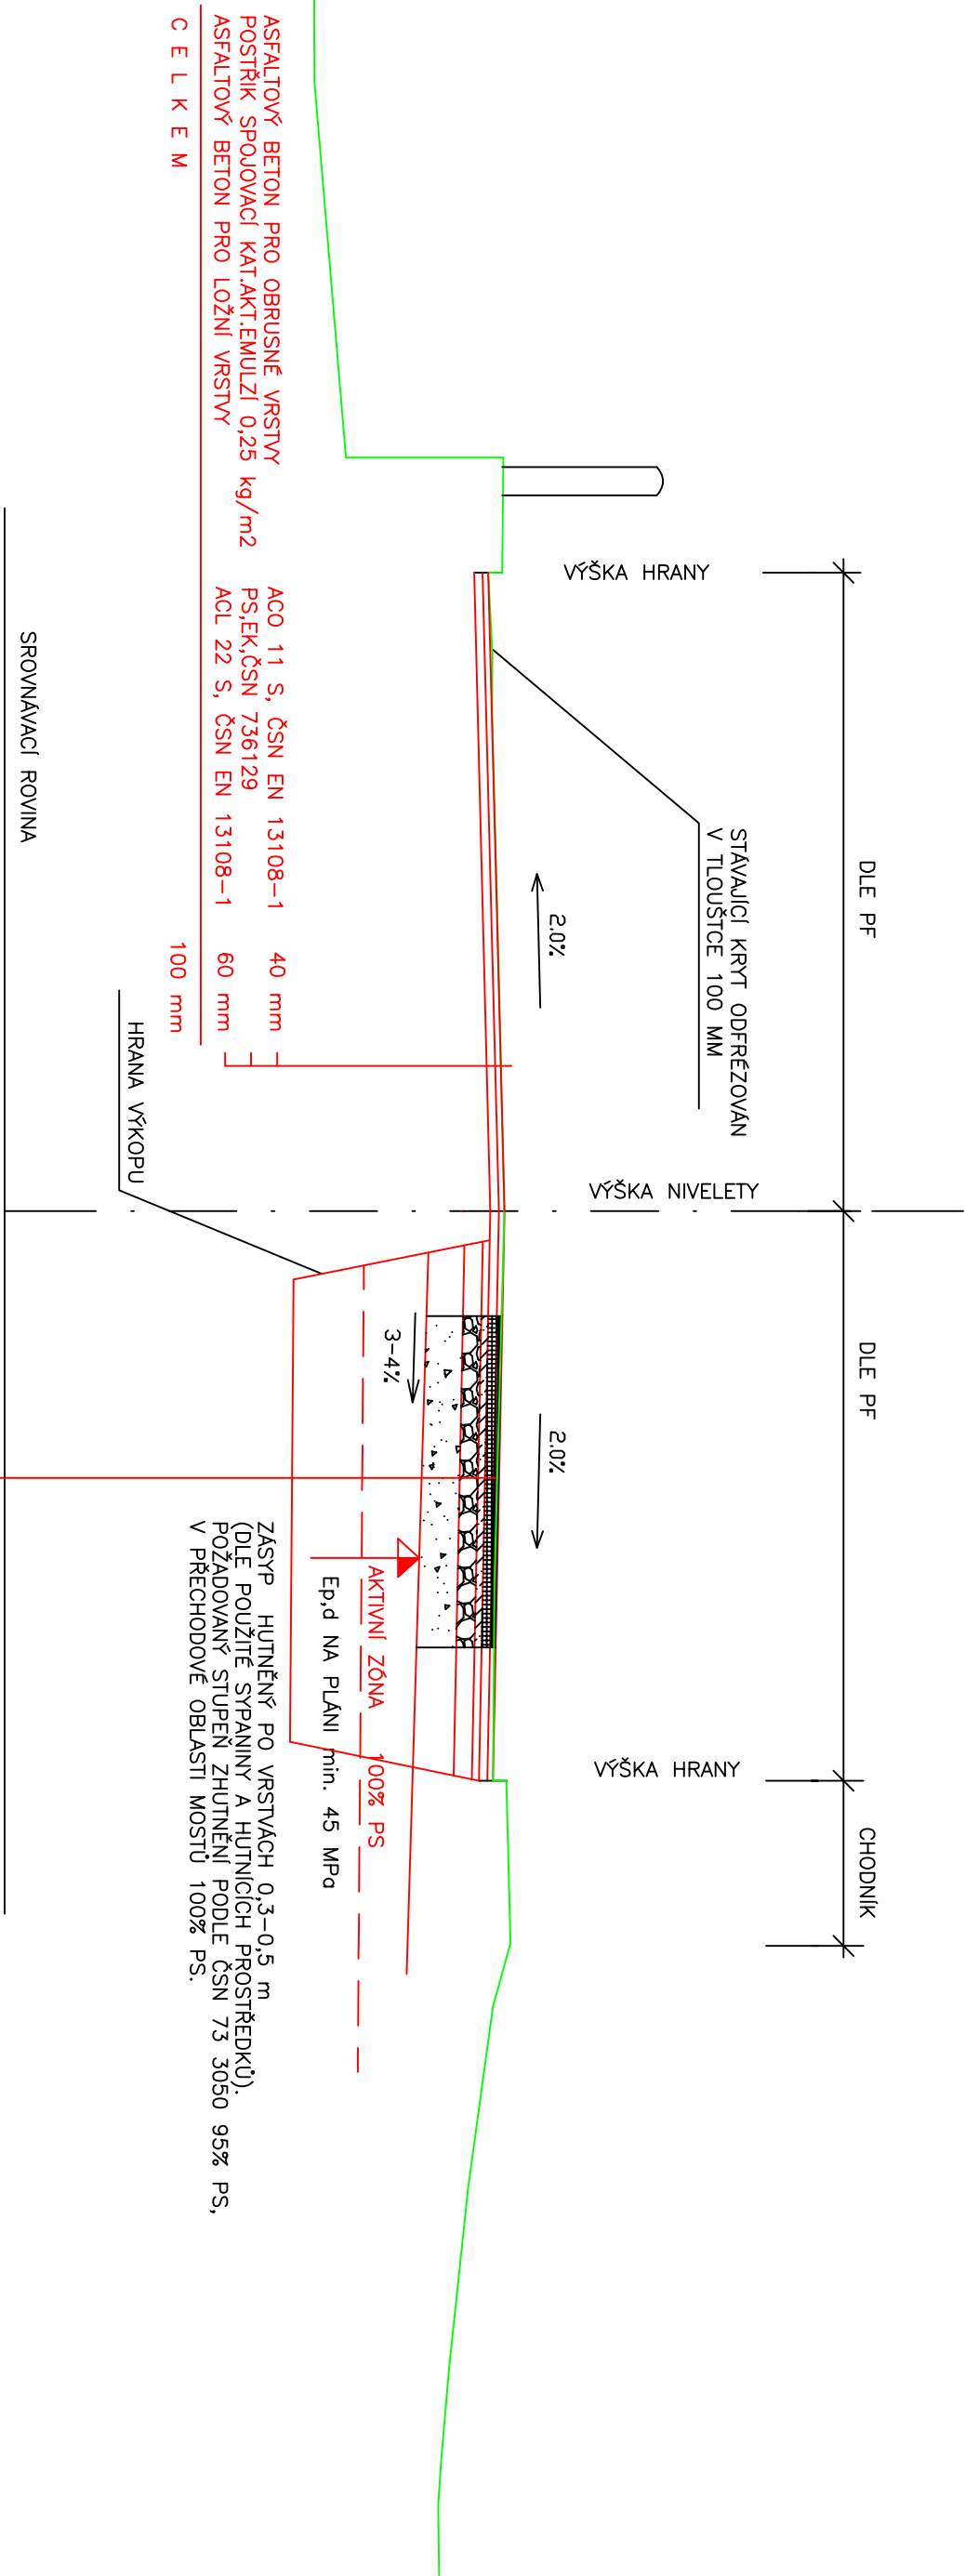 DLE PF
DLE PF
CHODNÍK
STÁVAJÍCÍ KRYT ODFRÉZOVÁN
V TLOUŠTCE 100 MM
VÝŠKA HRANY
VÝŠKA NIVELETY
VÝŠKA HRANY
2.0%
2.0%
3-4%
AKTIVNÍ ZÓNA 100% PS
Ep,d NA PLÁNI min. 45 MPa
ZÁSYP HUTNĚNÝ PO VRSTVÁCH 0,3-0,5 m
(DLE POUŽITÉ SYPANINY A HUTNÍCÍCH PROSTŘEDKŮ).
POŽADOVANÝ STUPEŇ ZHUTNĚNÍ PODLE ČSN 73 3050 95% PS,
V PŘECHODOVÉ OBLASTI MOSTŮ 100% PS.
ASFALTOVÝ BETON PRO OBRUSNÉ VRSTVY ACO 11 S, ČSN EN 13108-1 40 mm
POSTŘIK SPOJOVACÍ KAT.AKT.EMULZÍ 0,25 kg/m2 PS,EK,ČSN 736129
ASFALTOVÝ BETON PRO LOŽNÍ VRSTVY ACL 22 S, ČSN EN 13108-1 60 mm
C E L K E M 100 mm
HRANA VÝKOPU
SROVNÁVACÍ ROVINA